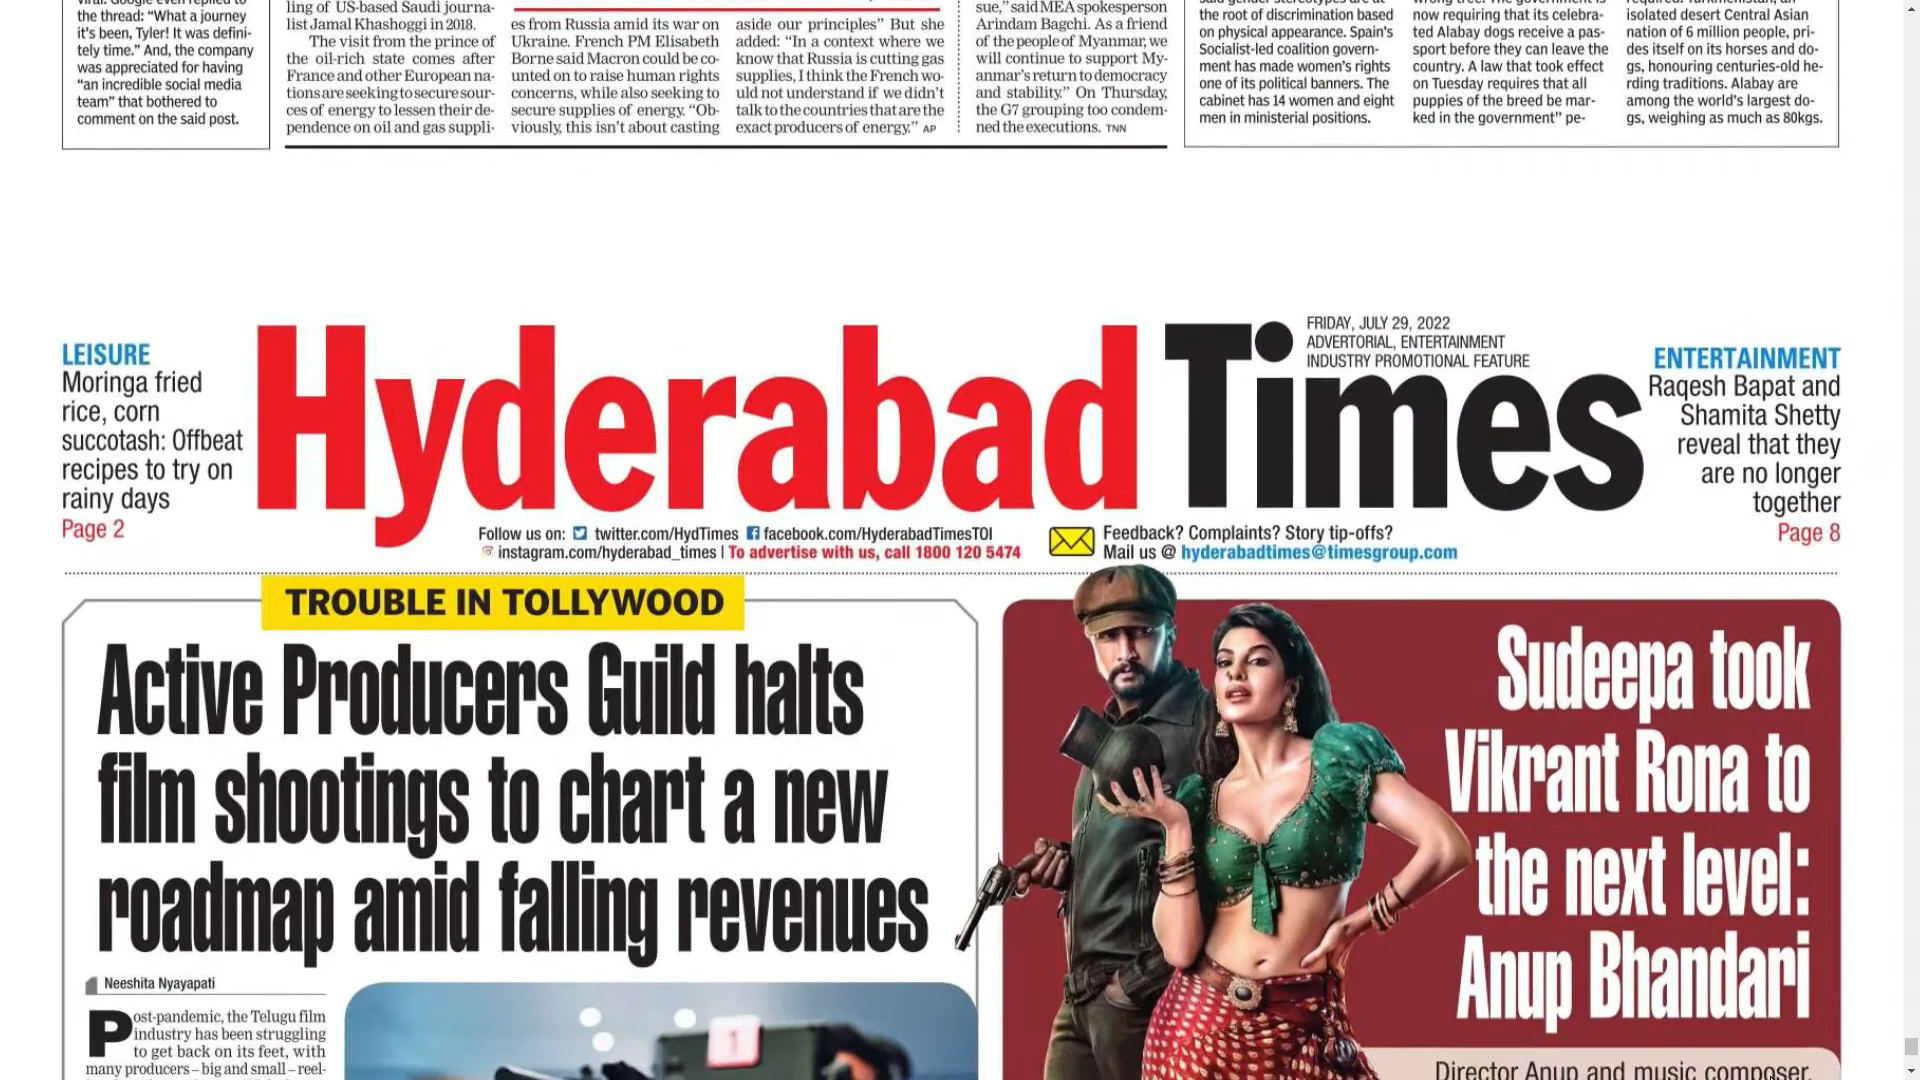 viral. Google even replied to
the thread: “What a journey
it's been, Tyler! It was defini-
tely time.” And, the company
was appreciated for having
“an incredible social media
team” that bothered to
comment on the said post.
ling of US-based Saudi journa-
list Jamal Khashoggi in 2018.
The visit from the prince of
the oil-rich state comes after
France and other European na-
tions are seeking to secure sour-
ces of energy to lessen their de-
pendence on oil and gas suppli-
es from Russia amid its war on
Ukraine. French PM Elisabeth
Borne said Macron could be co-
unted on to raise human rights
concerns, while also seeking to
secure supplies of energy. “Ob-
viously, this isn't about casting
aside our principles” But she
added: “In a context where we
know that Russia is cutting gas
supplies, I think the French wo-
uld not understand if we didn't
talk to the countries that are the
exact producers of energy.” AP
sue,” said MEA spokesperson
Arindam Bagchi. As a friend
of the people of Myanmar, we
will continue to support My-
anmar's return to democracy
and stability.” On Thursday,
the G7 grouping too condem-
ned the executions. TNN
said gender stereotypes are at
the root of discrimination based
on physical appearance. Spain's
Socialist-led coalition govern-
ment has made women's rights
one of its political banners. The
cabinet has 14 women and eight
men in ministerial positions.
wrong tree! The government is
now requiring that its celebra-
ted Alabay dogs receive a pas-
sport before they can leave the
country. A law that took effect
on Tuesday requires that all
puppies of the breed be mar-
ked in the government” pe-
required. Turkmenistan, an
isolated desert Central Asian
nation of 6 million people, pri-
des itself on its horses and do-
gs, honouring centuries-old he-
rding traditions. Alabay are
among the world's largest do-
gs, weighing as much as 80kgs.
LEISURE
Moringa fried
rice, corn
succotash: Offbeat
recipes to try on
rainy days
Page 2
Hyderabad Times
FRIDAY, JULY 29, 2022
ADVERTORIAL, ENTERTAINMENT
INDUSTRY PROMOTIONAL FEATURE
ENTERTAINMENT
Raqesh Bapat and
Shamita Shetty
reveal that they
are no longer
together
Page 8
Follow us on: twitter.com/HydTimes facebook.com/HyderabadTimesTOI
instagram.com/hyderabad_times | To advertise with us, call 1800 120 5474
Feedback? Complaints? Story tip-offs?
Mail us @ hyderabadtimes@timesgroup.com
TROUBLE IN TOLLYWOOD
Active Producers Guild halts
film shootings to chart a new
roadmap amid falling revenues
Neeshita Nyayapati
Post-pandemic, the Telugu film
industry has been struggling
to get back on its feet, with
many producers – big and small – reel-
1
Sudeepa took
Vikrant Rona to
the next level:
Anup Bhandari
Director Anup and music composer,